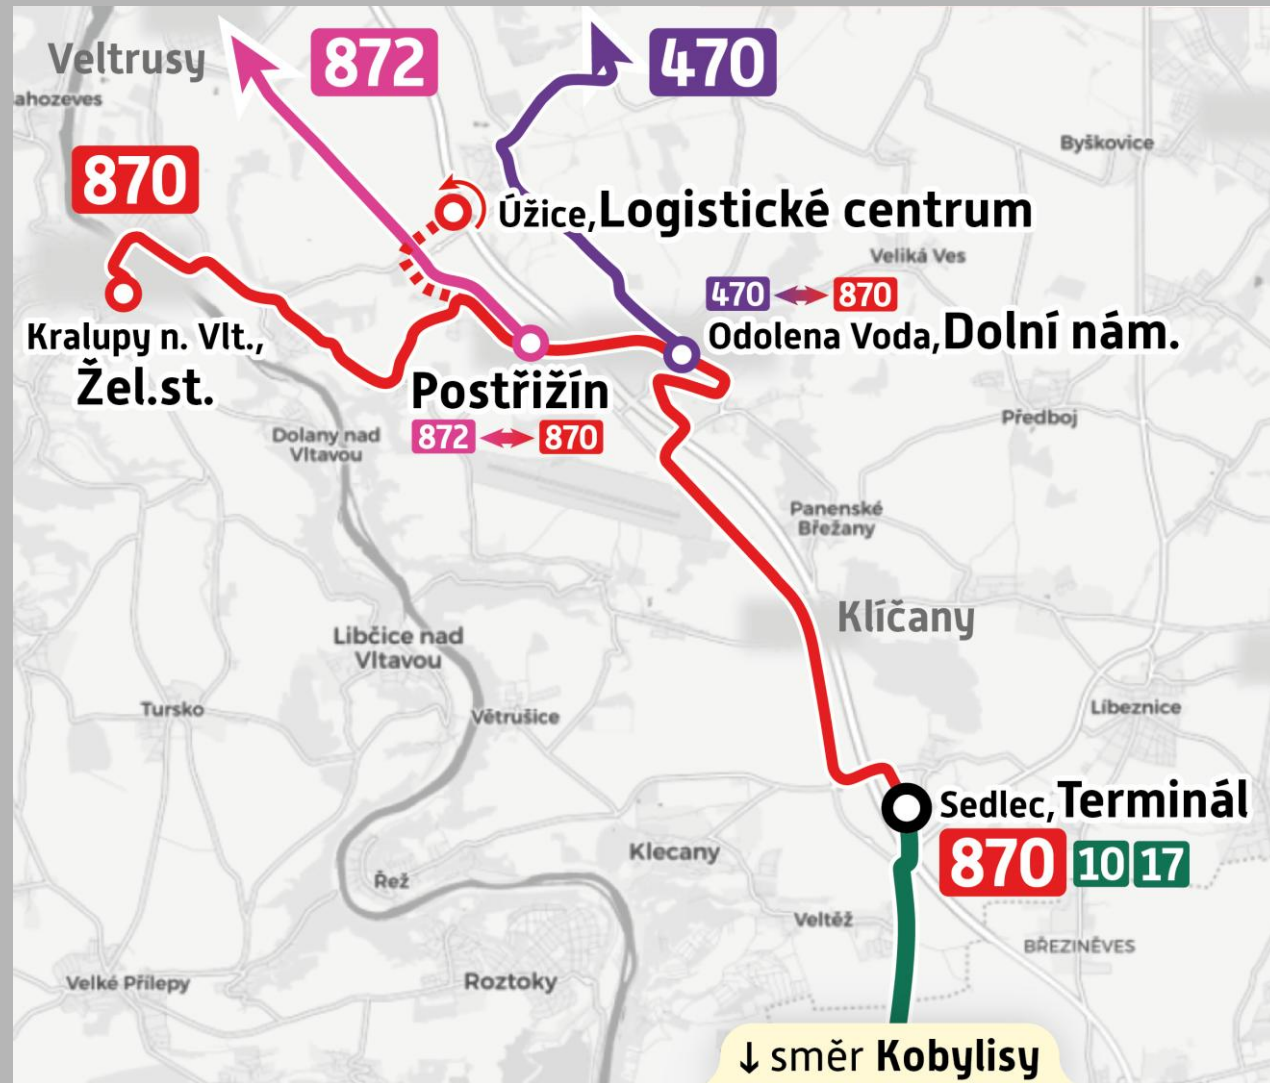 Veltrusy
872
470
ahozeves
Byškovice
870
Úžice, Logistické centrum
Veliká Ves
470 870
Kralupy n. Vlt.,
Žel.st.
Odolena Voda, Dolní nám.
Postřižín
872 870
Předboj
Dolany nad
Vltavou
Panenské
Břežany
Klíčany
Libčice nad
Vltavou
Tursko
Větrušice
Líbeznice
Sedlec, Terminál
870 10 17
Klecany
Řež
Veltěž
BŘEZINĚVES
Velké Přílepy
Roztoky
↓ směr Kobylisy